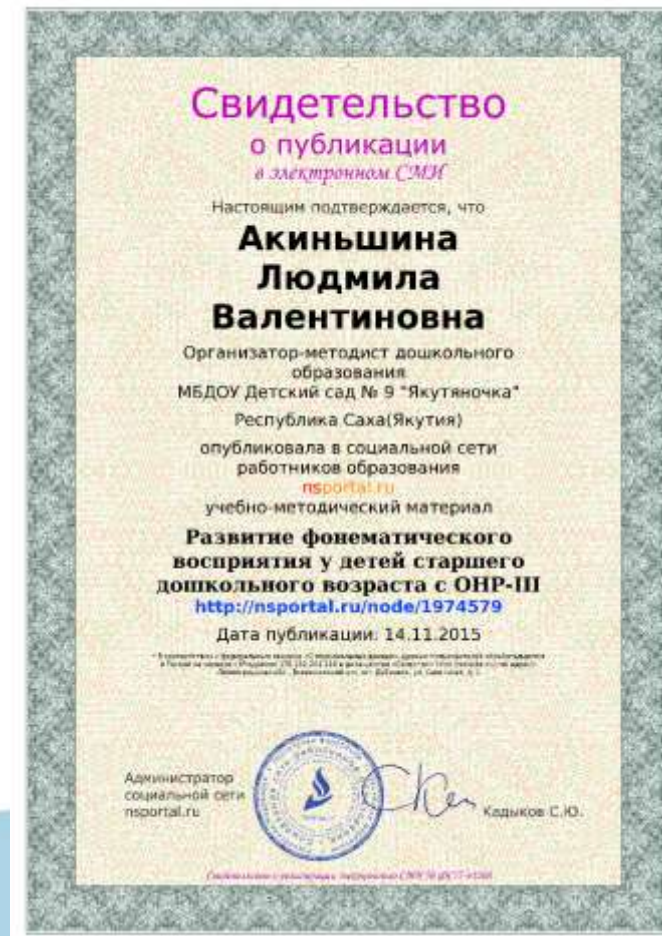 Свидетельство
о публикации
в электронном СМИ
Настоящим подтверждается, что
Акиньшина
Людмила
Валентиновна
Организатор-методист дошкольного
образования
МБДОУ Детский сад № 9 "Якутяночка"
Республика Саха(Якутия)
опубликовала в социальной сети
работников образования
nsportal.ru
учебно-методический материал
Развитие фонематического
восприятия у детей старшего
дошкольного возраста с ОНР-III
http://nsportal.ru/node/1974579
Дата публикации: 14.11.2015
Администратор
социальной сети
nsportal.ru
Кадыков С.Ю.